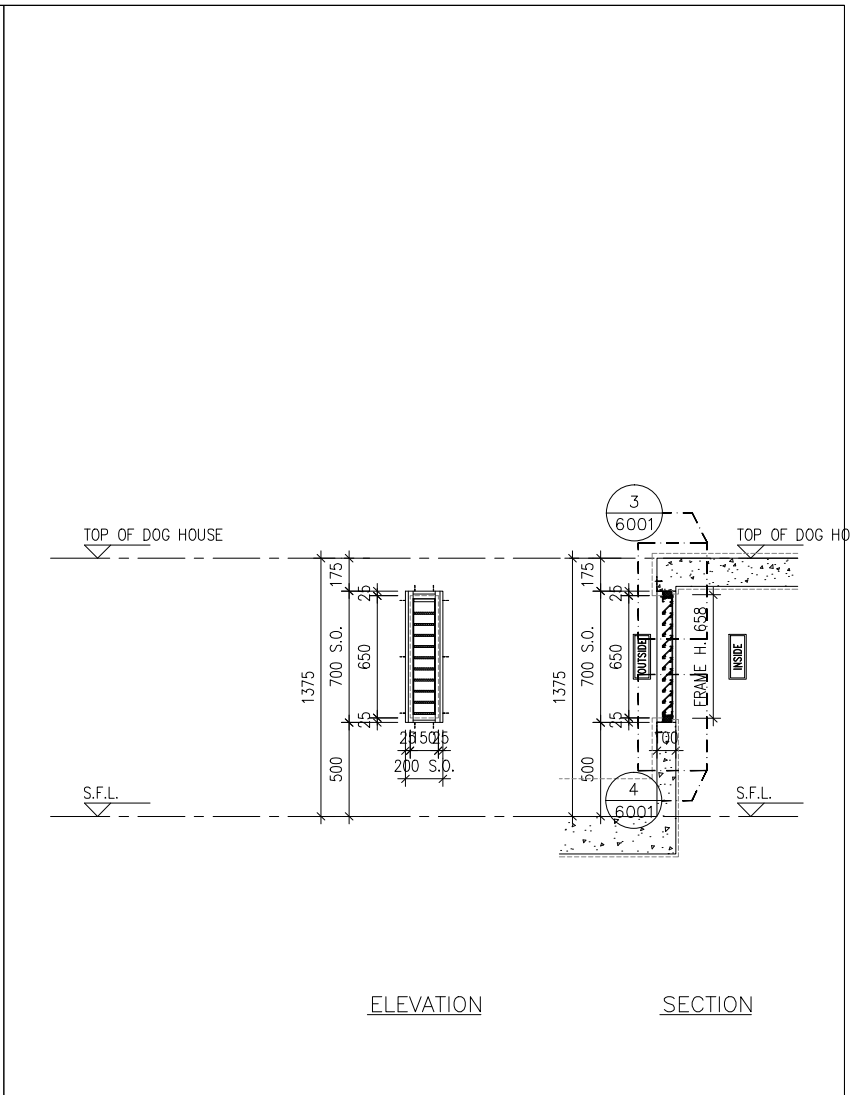 3
6001
TOP OF DOG HOUSE
TOP OF DOG HO
175
25
700 S.O.
650
1375
25
500
25
150
25
200 S.O.
175
25
700 S.O.
650
1375
25
500
OUTSIDE
FRAME H. 658
INSIDE
100
4
6001
S.F.L.
S.F.L.
ELEVATION
SECTION